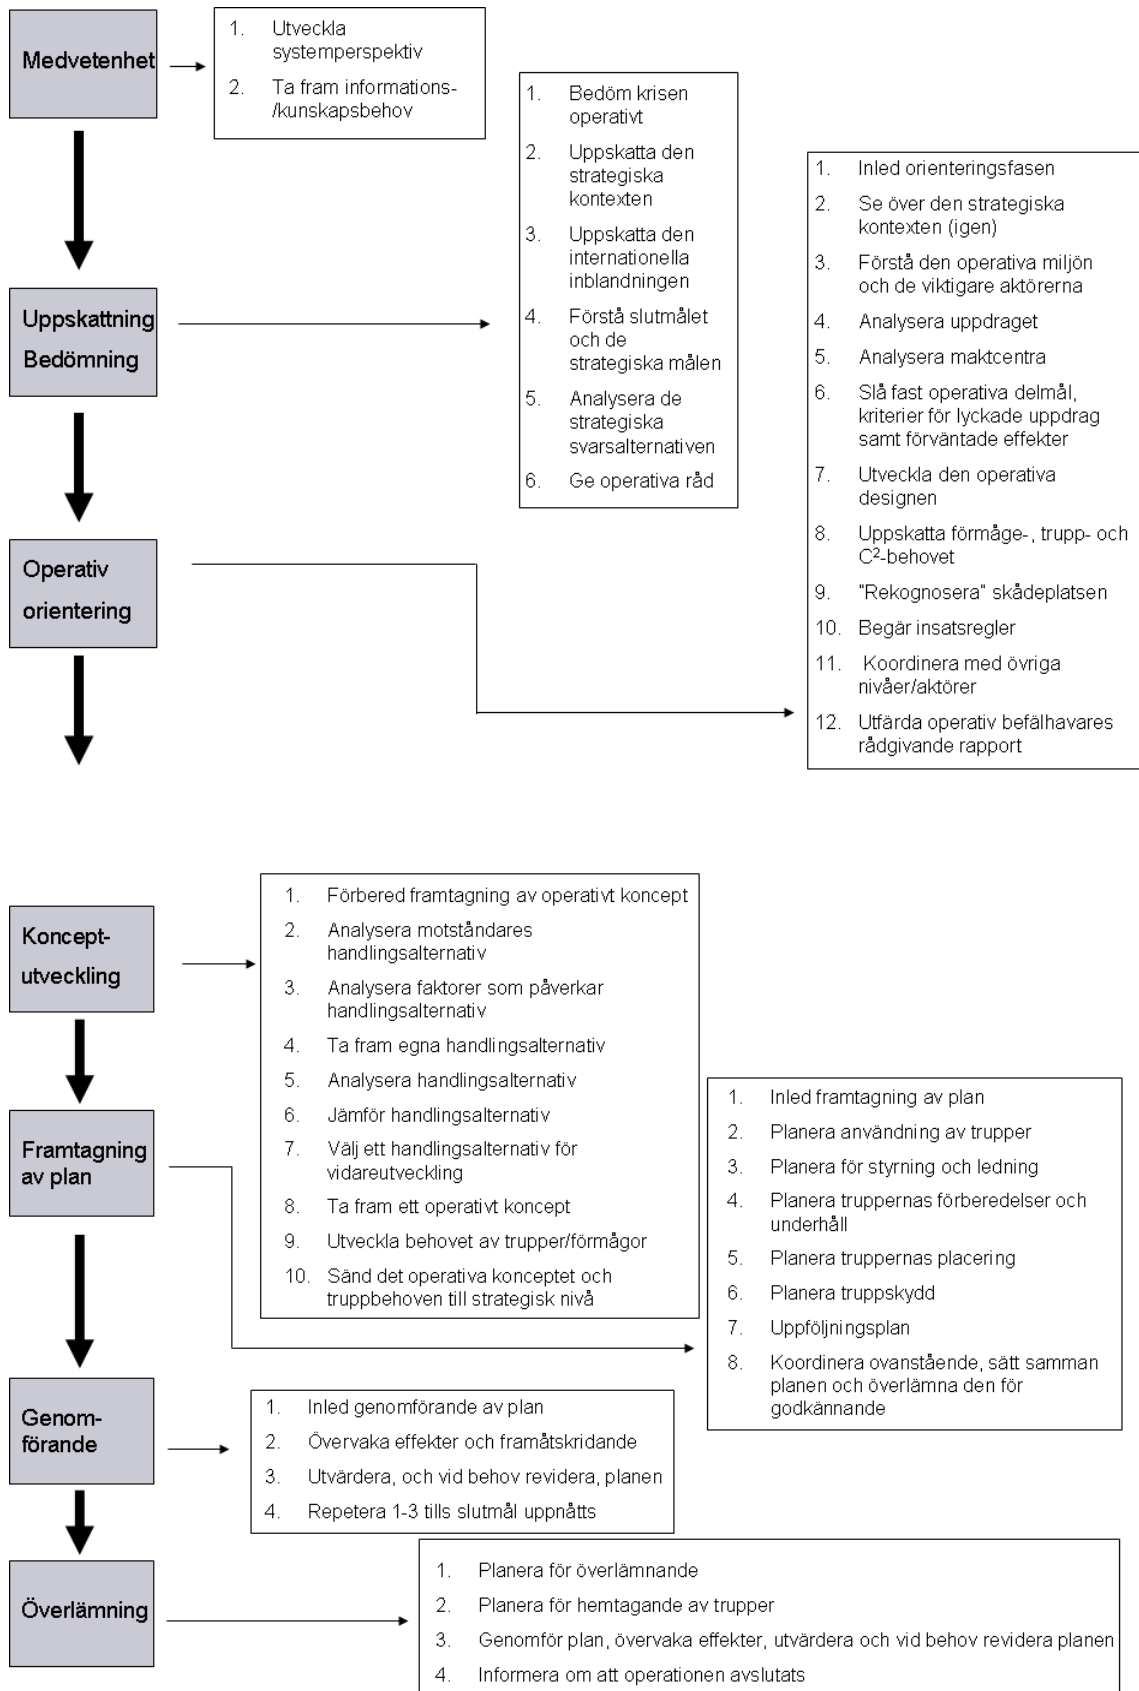 Medvetenhet
1. Utveckla
systemperspektiv
2. Ta fram informations-
/kunskapsbehov
Uppskattning
Bedömning
1. Bedöm krisen
operativt
2. Uppskatta den
strategiska
kontexten
3. Uppskatta den
internationella
inblandningen
4. Förstå slutmålet
och de
strategiska målen
5. Analysera de
strategiska
svarsalternativen
6. Ge operativa råd
Operativ
orientering
1. Inled orienteringsfasen
2. Se över den strategiska
kontexten (igen)
3. Förstå den operativa miljön
och de viktigare aktörerna
4. Analysera uppdraget
5. Analysera maktcentra
6. Slå fast operativa delmål,
kriterier för lyckade uppdrag
samt förväntade effekter
7. Utveckla den operativa
designen
8. Uppskatta förmåge-, trupp- och
C²-behovet
9. "Rekognosera" skådeplatsen
10. Begär insatsregler
11. Koordinera med övriga
nivåer/aktörer
12. Utfärda operativ befälhavares
rådgivande rapport
Koncept-
utveckling
1. Förbered framtagning av operativt koncept
2. Analysera motståndares
handlingsalternativ
3. Analysera faktorer som påverkar
handlingsalternativ
4. Ta fram egna handlingsalternativ
5. Analysera handlingsalternativ
6. Jämför handlingsalternativ
7. Välj ett handlingsalternativ för
vidareutveckling
8. Ta fram ett operativt koncept
9. Utveckla behovet av trupper/förmågor
10. Sänd det operativa konceptet och
truppbehoven till strategisk nivå
Framtagning
av plan
1. Inled framtagning av plan
2. Planera användning av trupper
3. Planera för styrning och ledning
4. Planera truppernas förberedelser och
underhåll
5. Planera truppernas placering
6. Planera truppskydd
7. Uppföljningsplan
8. Koordinera ovanstående, sätt samman
planen och överlämna den för
godkännande
Genom-
förande
1. Inled genomförande av plan
2. Övervaka effekter och framåtskridande
3. Utvärdera, och vid behov revidera, planen
4. Repetera 1-3 tills slutmål uppnåtts
Överlämning
1. Planera för överlämnande
2. Planera för hemtagande av trupper
3. Genomför plan, övervaka effekter, utvärdera och vid behov revidera planen
4. Informera om att operationen avslutats